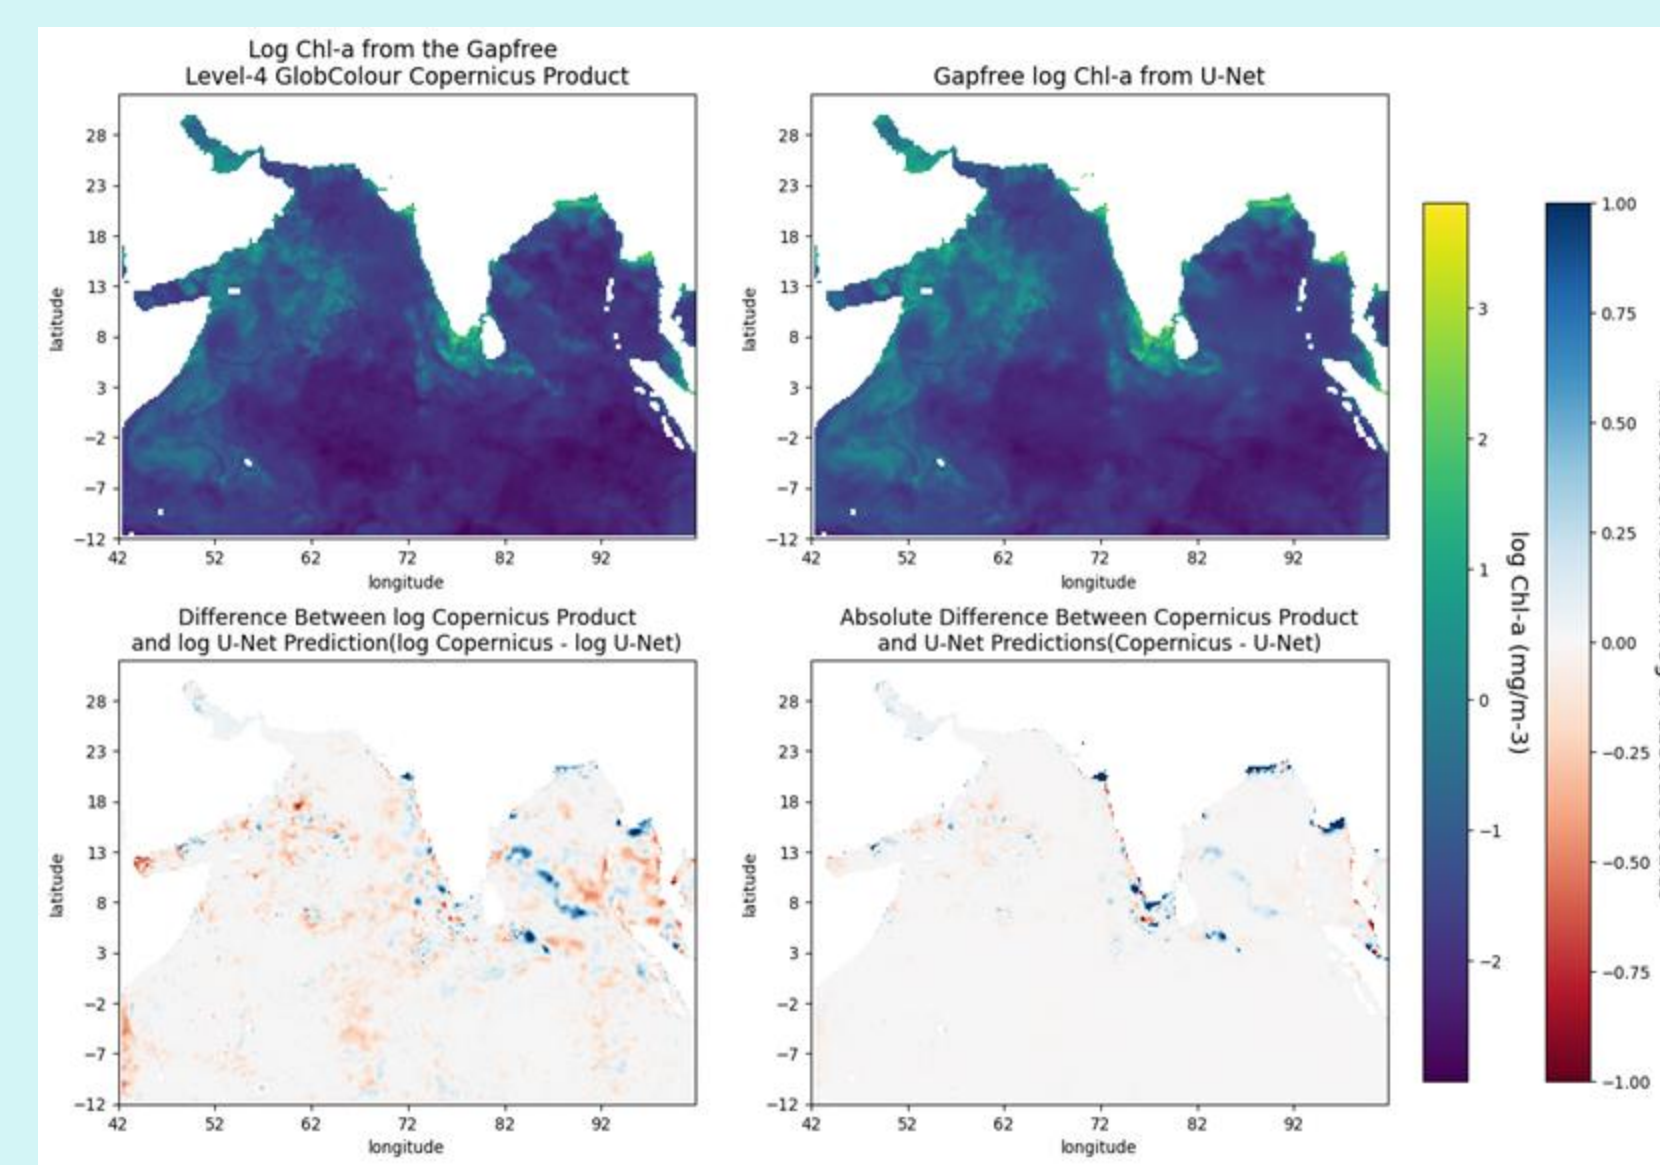 Log Chl-a from the Gapfree
Level-4 GlobColour Copernicus Product
28
23
18
13
8
3
−2
−7
−12
latitude
42 52 62 72 82 92
longitude
Gapfree log Chl-a from U-Net
28
23
18
13
8
3
−2
−7
−12
latitude
42 52 62 72 82 92
longitude
Difference Between log Copernicus Product
and log U-Net Prediction(log Copernicus - log U-Net)
28
23
18
13
8
3
−2
−7
−12
latitude
42 52 62 72 82 92
longitude
Absolute Difference Between Copernicus Product
and U-Net Predictions(Copernicus - U-Net)
28
23
18
13
8
3
−2
−7
−12
latitude
42 52 62 72 82 92
longitude
3
2
1
0
−1
−2
log Chl-a (mg/m-3)
1.00
0.75
0.50
0.25
0.00
−0.25
−0.50
−0.75
−1.00